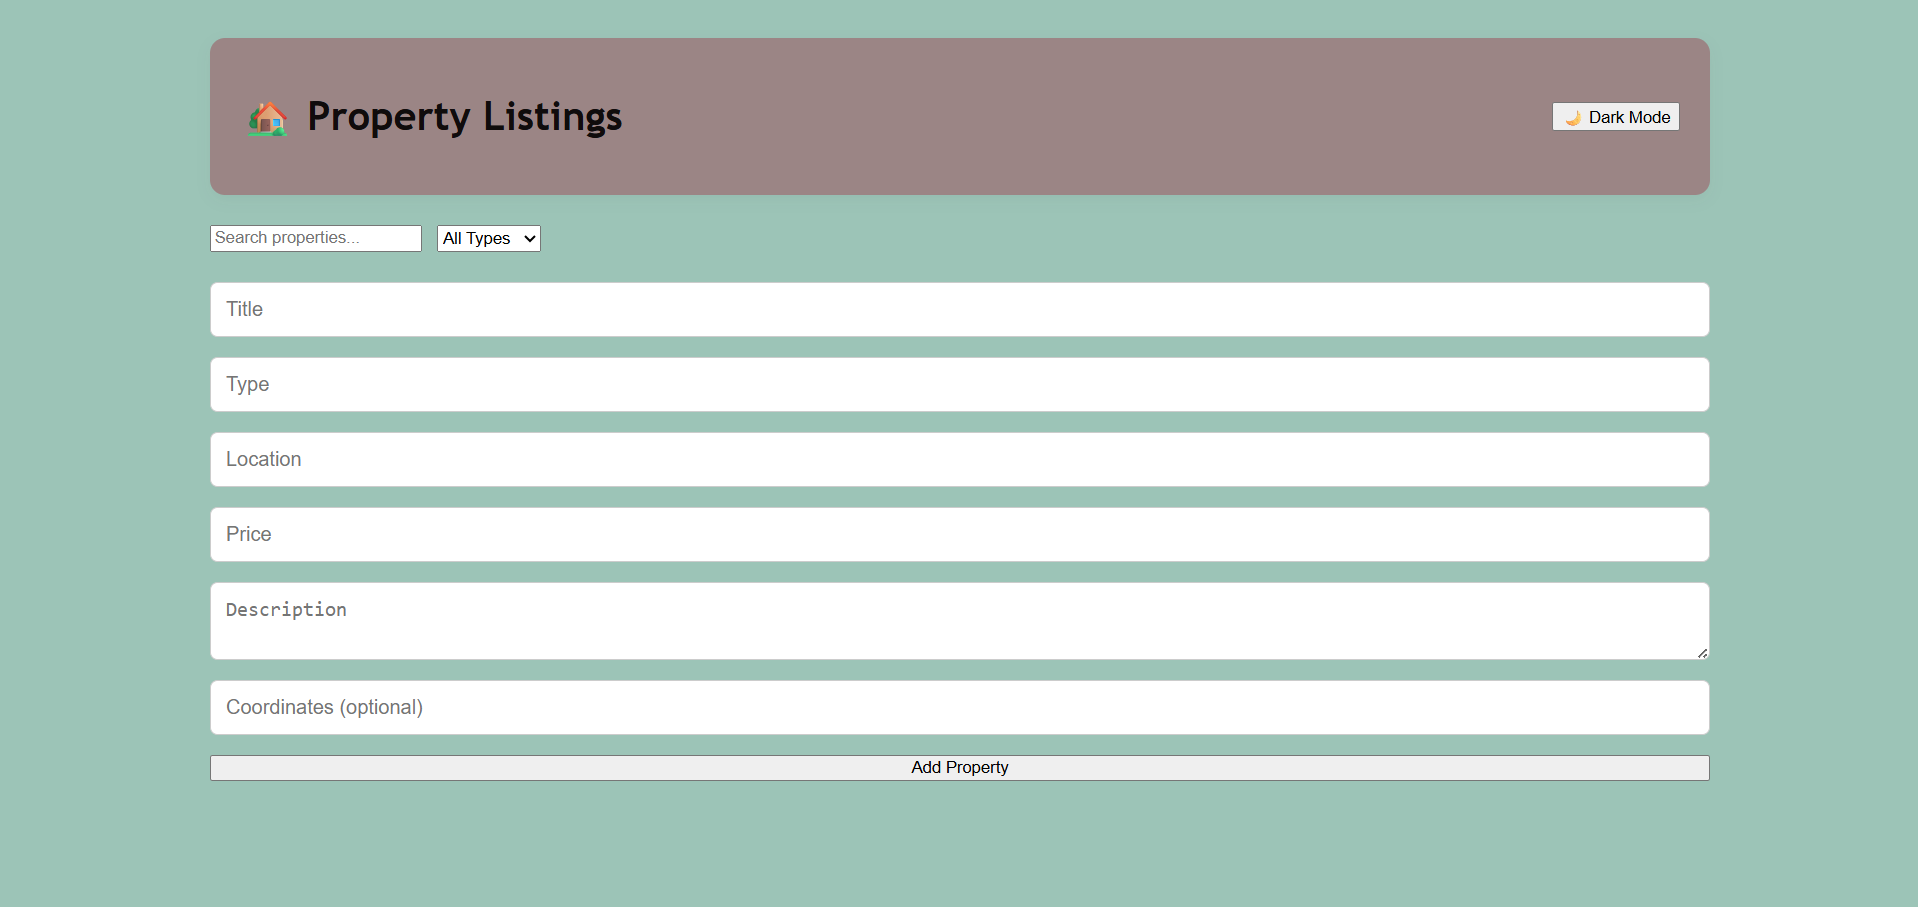 🏡 Property Listings
🌙 Dark Mode
Search properties...
All Types
Title
Type
Location
Price
Description
Coordinates (optional)
Add Property